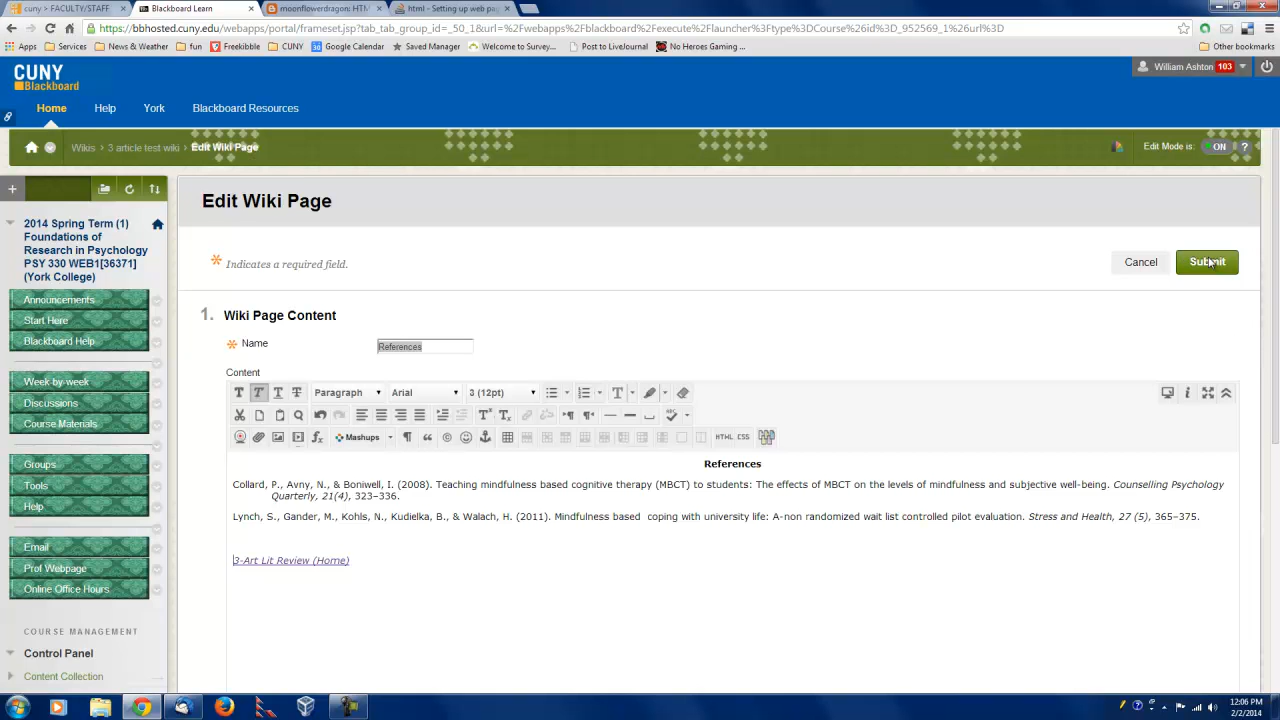 cuny > FACULTY/STAFF
Blackboard Learn
moonflowerdragon: HTM
html - Setting up web pag
https://bbhosted.cuny.edu/webapps/portal/frameset.jsp?tab_tab_group_id=_50_1&url=%2Fwebapps%2Fblackboard%2Fexecute%2Flauncher%3Ftype%3DCourse%26id%3D_952569_1%26url%3D
Apps
Services
News & Weather
fun
Freekibble
CUNY
Google Calendar
Saved Manager
Welcome to Survey...
Post to LiveJournal
No Heroes Gaming ...
Other bookmarks
CUNY
Blackboard
William Ashton 103
Home
Help
York
Blackboard Resources
Wikis
3 article test wiki
Edit Wiki Page
Edit Mode is: ON ?
Edit Wiki Page
2014 Spring Term (1)
Foundations of
Research in Psychology
PSY 330 WEB1[36371]
(York College)
Indicates a required field.
Cancel
Submit
Announcements
Start Here
Blackboard Help
Week-by-week
Discussions
Course Materials
Groups
Tools
Help
Email
Prof Webpage
Online Office Hours
COURSE MANAGEMENT
Control Panel
Content Collection
1. Wiki Page Content
Name
References
Content
T T T T Paragraph Arial 3 (12pt)
Mashups
HTML CSS
References
Collard, P., Avny, N., & Boniwell, I. (2008). Teaching mindfulness based cognitive therapy (MBCT) to students: The effects of MBCT on the levels of mindfulness and subjective well-being. Counselling Psychology
Quarterly, 21(4), 323–336.
Lynch, S., Gander, M., Kohls, N., Kudielka, B., & Walach, H. (2011). Mindfulness based coping with university life: A-non randomized wait list controlled pilot evaluation. Stress and Health, 27 (5), 365–375.
3-Art Lit Review (Home)
12:06 PM
2/2/2014